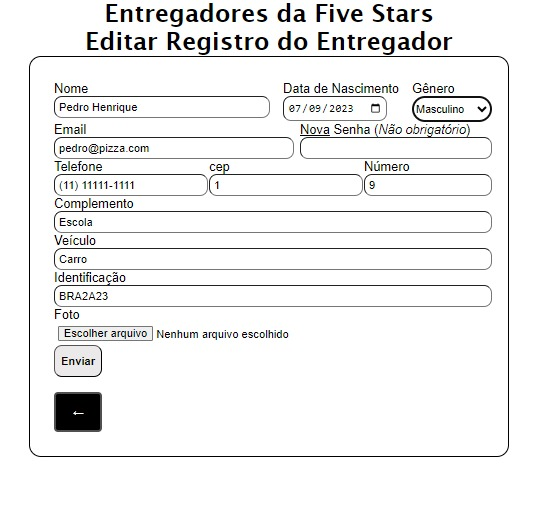 Entregadores da Five Stars
Editar Registro do Entregador
Nome Data de Nascimento Gênero
Pedro Henrique 07/09/2023 Masculino
Email Nova Senha (Não obrigatório)
pedro@pizza.com
Telefone cep Número
(11) 11111-1111 1 9
Complemento
Escola
Veículo
Carro
Identificação
BRA2A23
Foto
Escolher arquivo Nenhum arquivo escolhido
Enviar
←